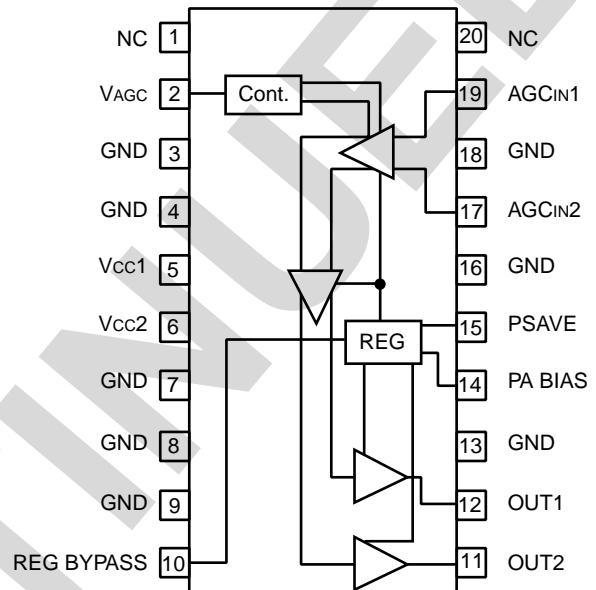 NC 1
20 NC
VAGC 2
Cont.
19 AGCIN1
GND 3
18 GND
GND 4
17 AGCIN2
VCC1 5
16 GND
VCC2 6
REG
15 PSAVE
GND 7
14 PA BIAS
GND 8
13 GND
GND 9
12 OUT1
REG BYPASS 10
11 OUT2